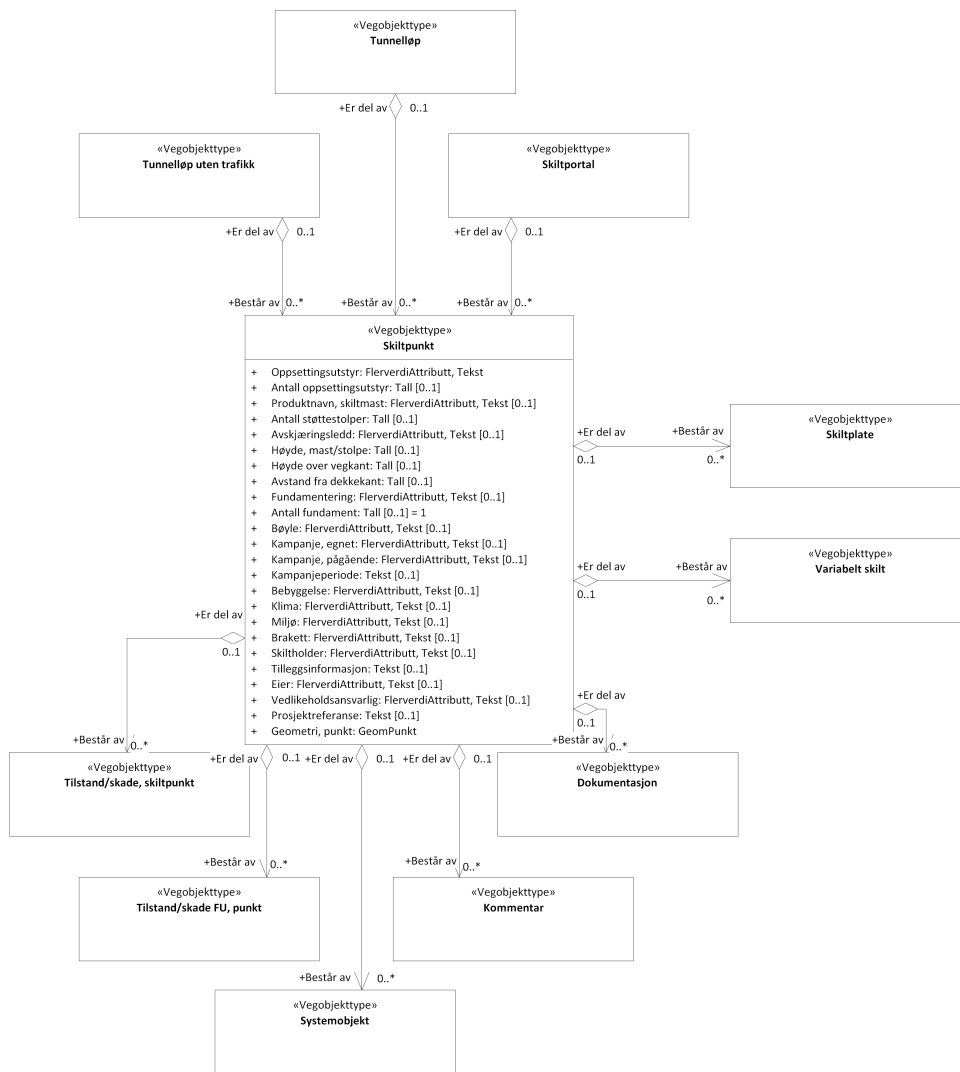 «Vegobjekttype»
Tunnelløp
+Er del av 0..1
«Vegobjekttype»
Tunnelløp uten trafikk
«Vegobjekttype»
Skiltportal
+Er del av 0..1
+Er del av 0..1
+Består av 0..*
+Består av 0..*
+Består av 0..*
«Vegobjekttype»
Skiltpunkt
+ Oppsettingsutstyr: FlerverdiAttributt, Tekst
+ Antall oppsettingsutstyr: Tall [0..1]
+ Produktnavn, skiltmast: FlerverdiAttributt, Tekst [0..1]
+ Antall støttestolper: Tall [0..1]
+ Avskjæringsledd: FlerverdiAttributt, Tekst [0..1]
+ Høyde, mast/stolpe: Tall [0..1]
+ Høyde over vegkant: Tall [0..1]
+ Avstand fra dekkekant: Tall [0..1]
+ Fundamentering: FlerverdiAttributt, Tekst [0..1]
+ Antall fundament: Tall [0..1] = 1
+ Bøyle: FlerverdiAttributt, Tekst [0..1]
+ Kampanje, egnet: FlerverdiAttributt, Tekst [0..1]
+ Kampanje, pågående: FlerverdiAttributt, Tekst [0..1]
+ Kampanjeperiode: Tekst [0..1]
+ Bebyggelse: FlerverdiAttributt, Tekst [0..1]
+ Klima: FlerverdiAttributt, Tekst [0..1]
+ Miljø: FlerverdiAttributt, Tekst [0..1]
+ Brakett: FlerverdiAttributt, Tekst [0..1]
+ Skiltholder: FlerverdiAttributt, Tekst [0..1]
+ Tilleggsinformasjon: Tekst [0..1]
+ Eier: FlerverdiAttributt, Tekst [0..1]
+ Vedlikeholdsansvarlig: FlerverdiAttributt, Tekst [0..1]
+ Prosjektreferanse: Tekst [0..1]
+ Geometri, punkt: GeomPunkt
+Er del av
0..1
+Består av
0..*
«Vegobjekttype»
Skiltplate
+Er del av
0..1
+Består av
0..*
«Vegobjekttype»
Variabelt skilt
+Er del av
0..1
+Består av 0..*
«Vegobjekttype»
Tilstand/skade, skiltpunkt
+Er del av
0..1
+Består av 0..*
«Vegobjekttype»
Dokumentasjon
+Er del av 0..1
+Er del av 0..1
+Er del av 0..1
+Består av 0..*
«Vegobjekttype»
Tilstand/skade FU, punkt
+Består av 0..*
«Vegobjekttype»
Kommentar
+Består av 0..*
«Vegobjekttype»
Systemobjekt